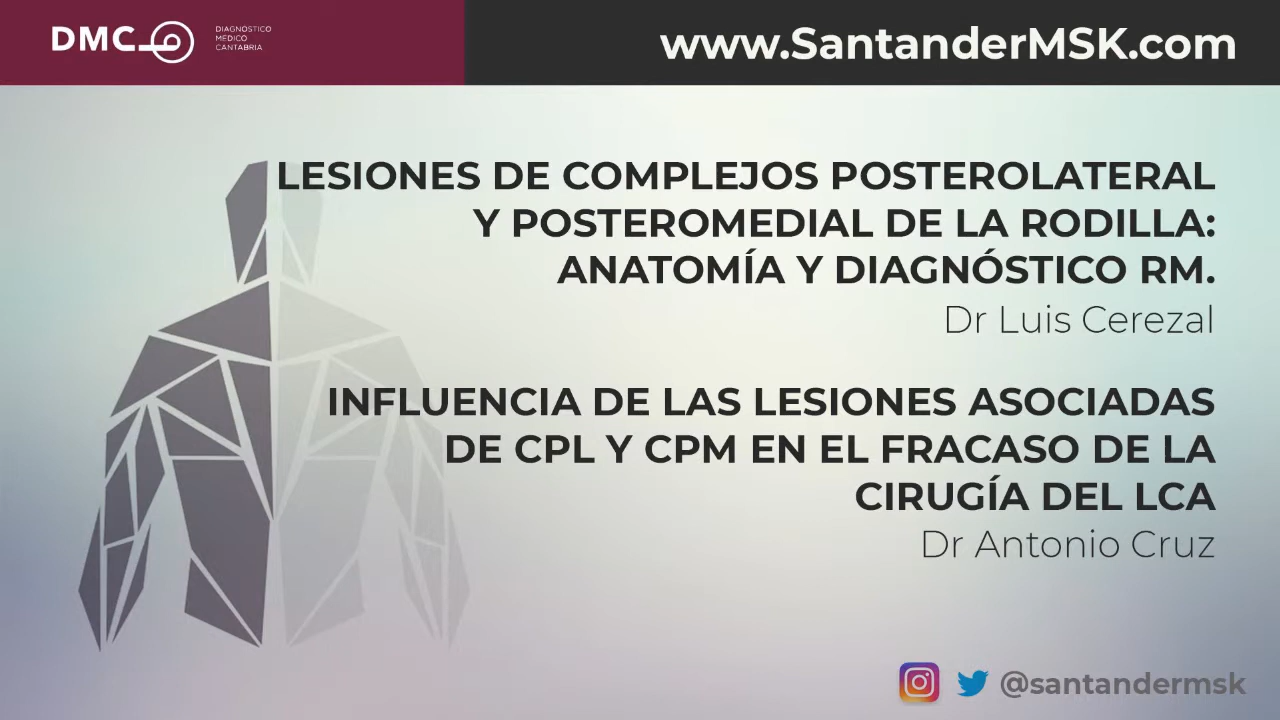 DMC
DIAGNÓSTICO
MÉDICO
CANTABRIA
www.SantanderMSK.com
LESIONES DE COMPLEJOS POSTEROLATERAL
Y POSTEROMEDIAL DE LA RODILLA:
ANATOMÍA Y DIAGNÓSTICO RM.
Dr Luis Cerezal
INFLUENCIA DE LAS LESIONES ASOCIADAS
DE CPL Y CPM EN EL FRACASO DE LA
CIRUGÍA DEL LCA
Dr Antonio Cruz
@santandermsk